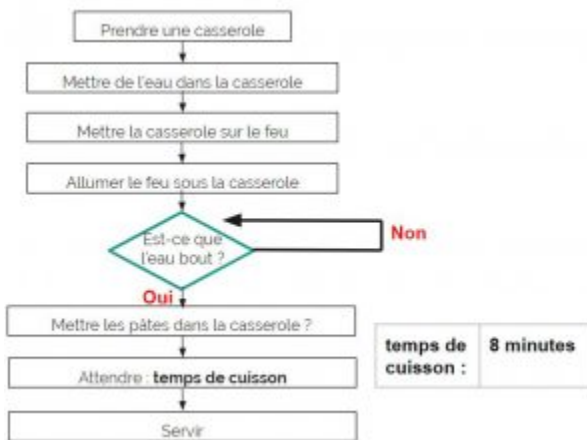 Prendre une casserole
Mettre de l'eau dans la casserole
Mettre la casserole sur le feu
Allumer le feu sous la casserole
Est-ce que
l'eau bout ?
Non
Oui
Mettre les pâtes dans la casserole ?
Attendre : temps de cuisson
temps de
cuisson :
8 minutes
Servir